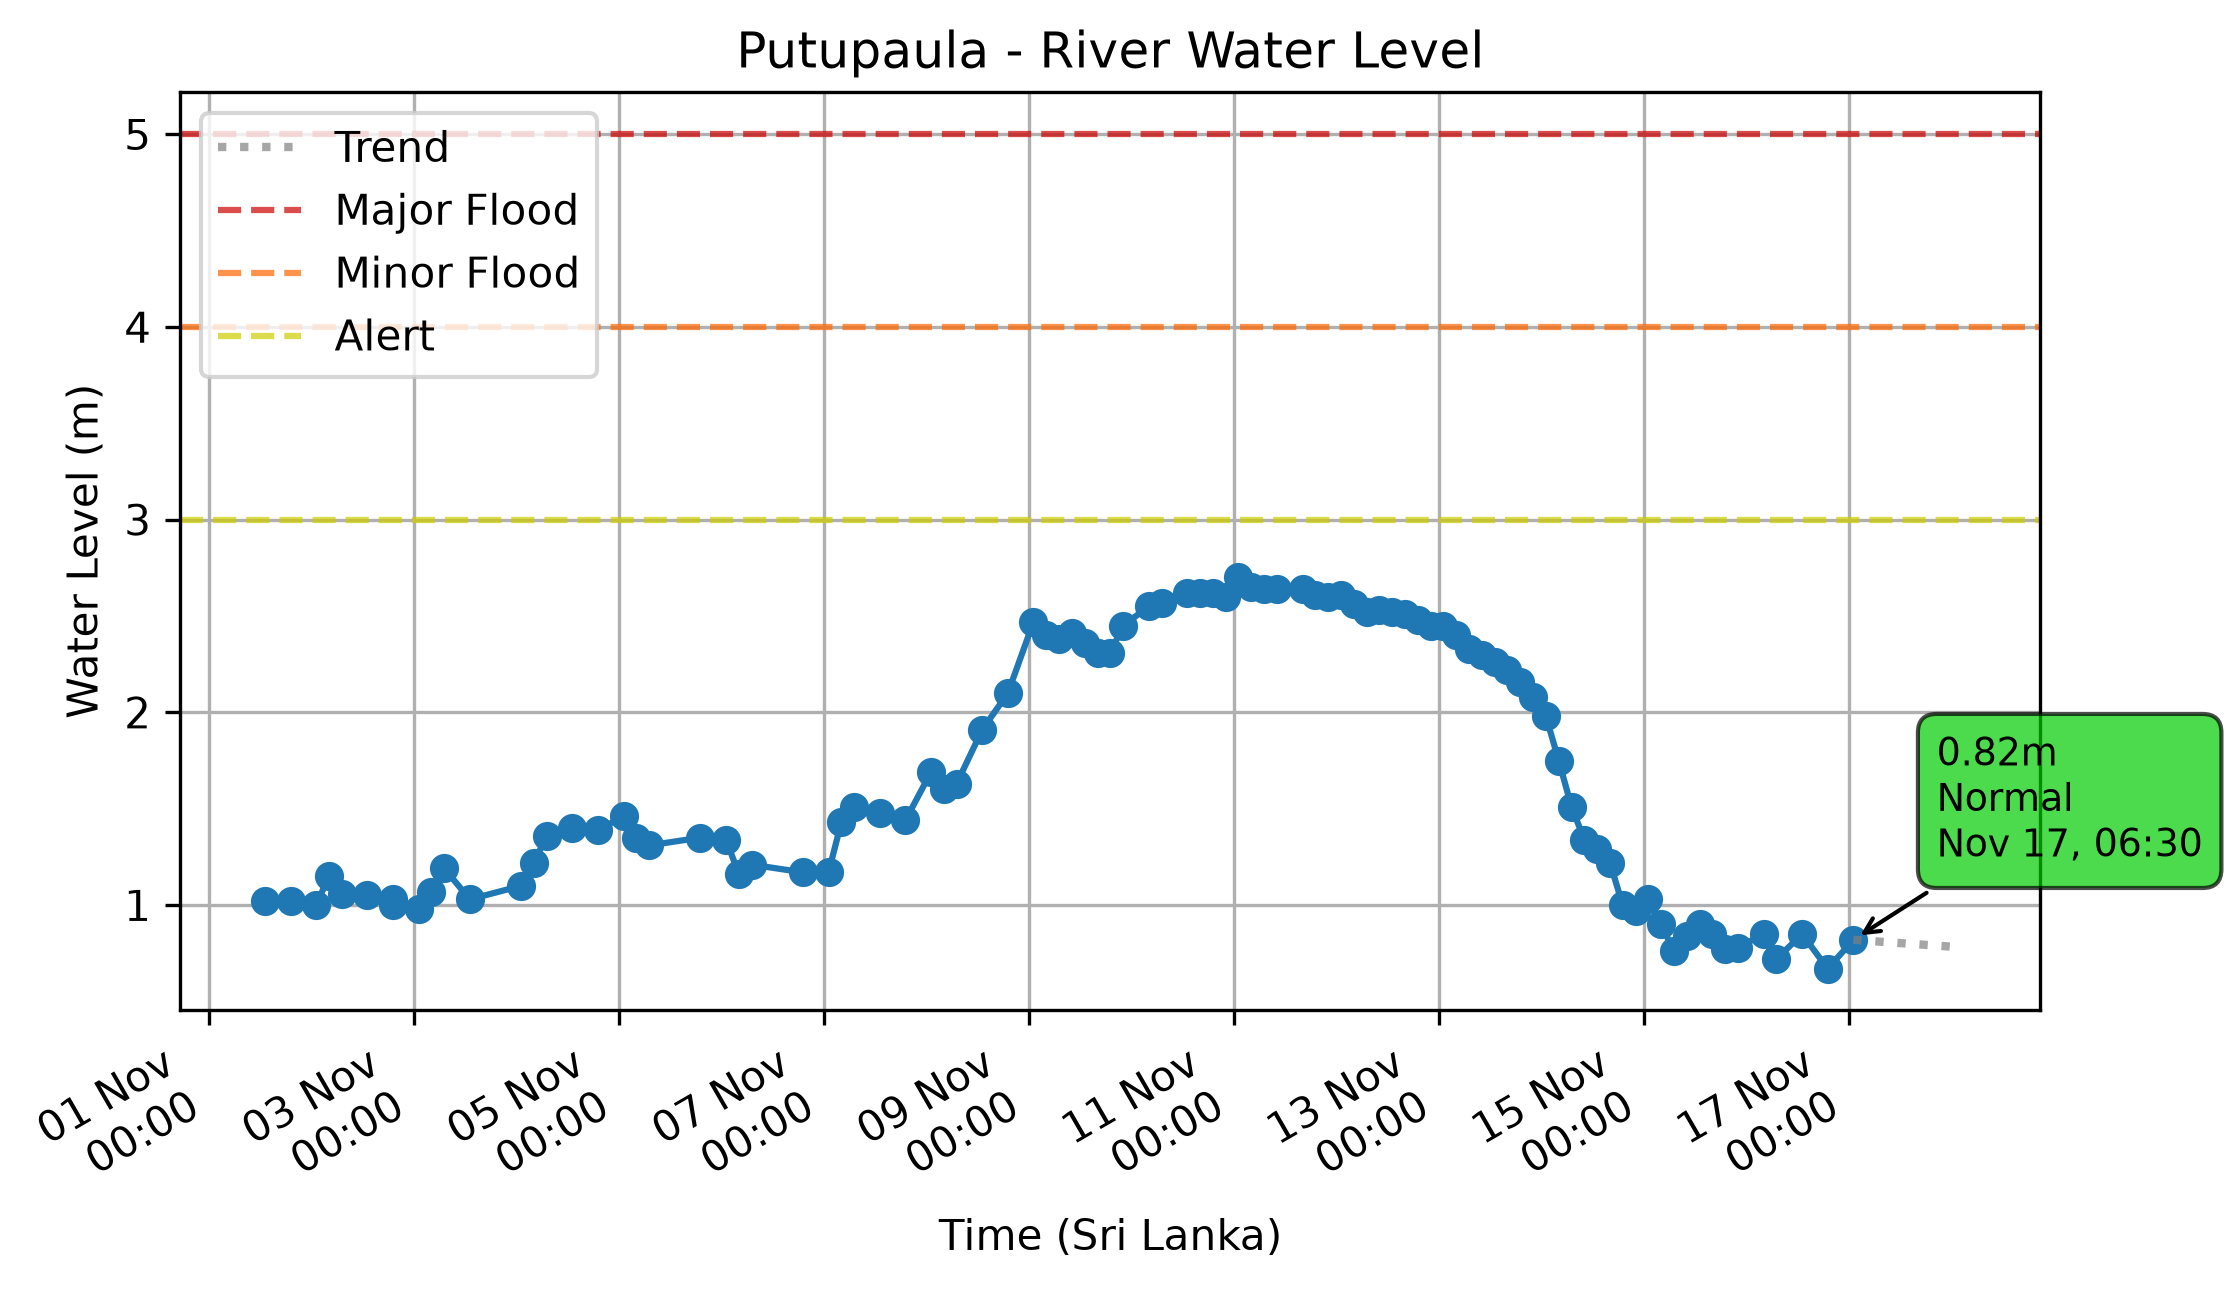 Putupaula - River Water Level
Trend
Major Flood
Minor Flood
Alert
5
4
3
2
1
Water Level (m)
0.82m
Normal
Nov 17, 06:30
01 Nov
00:00
03 Nov
00:00
05 Nov
00:00
07 Nov
00:00
09 Nov
00:00
11 Nov
00:00
13 Nov
00:00
15 Nov
00:00
17 Nov
00:00
Time (Sri Lanka)